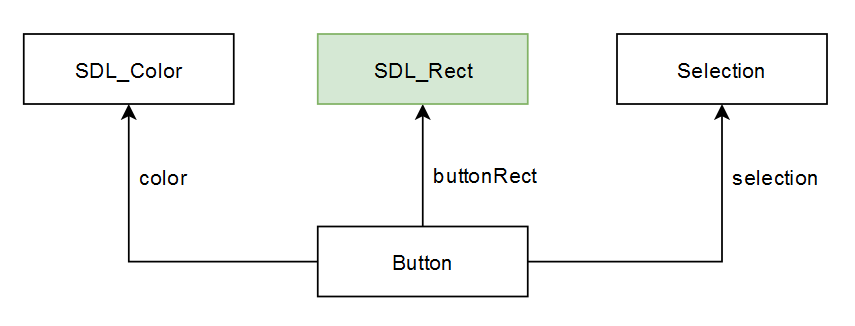 SDL_Color
SDL_Rect
Selection
color
buttonRect
selection
Button